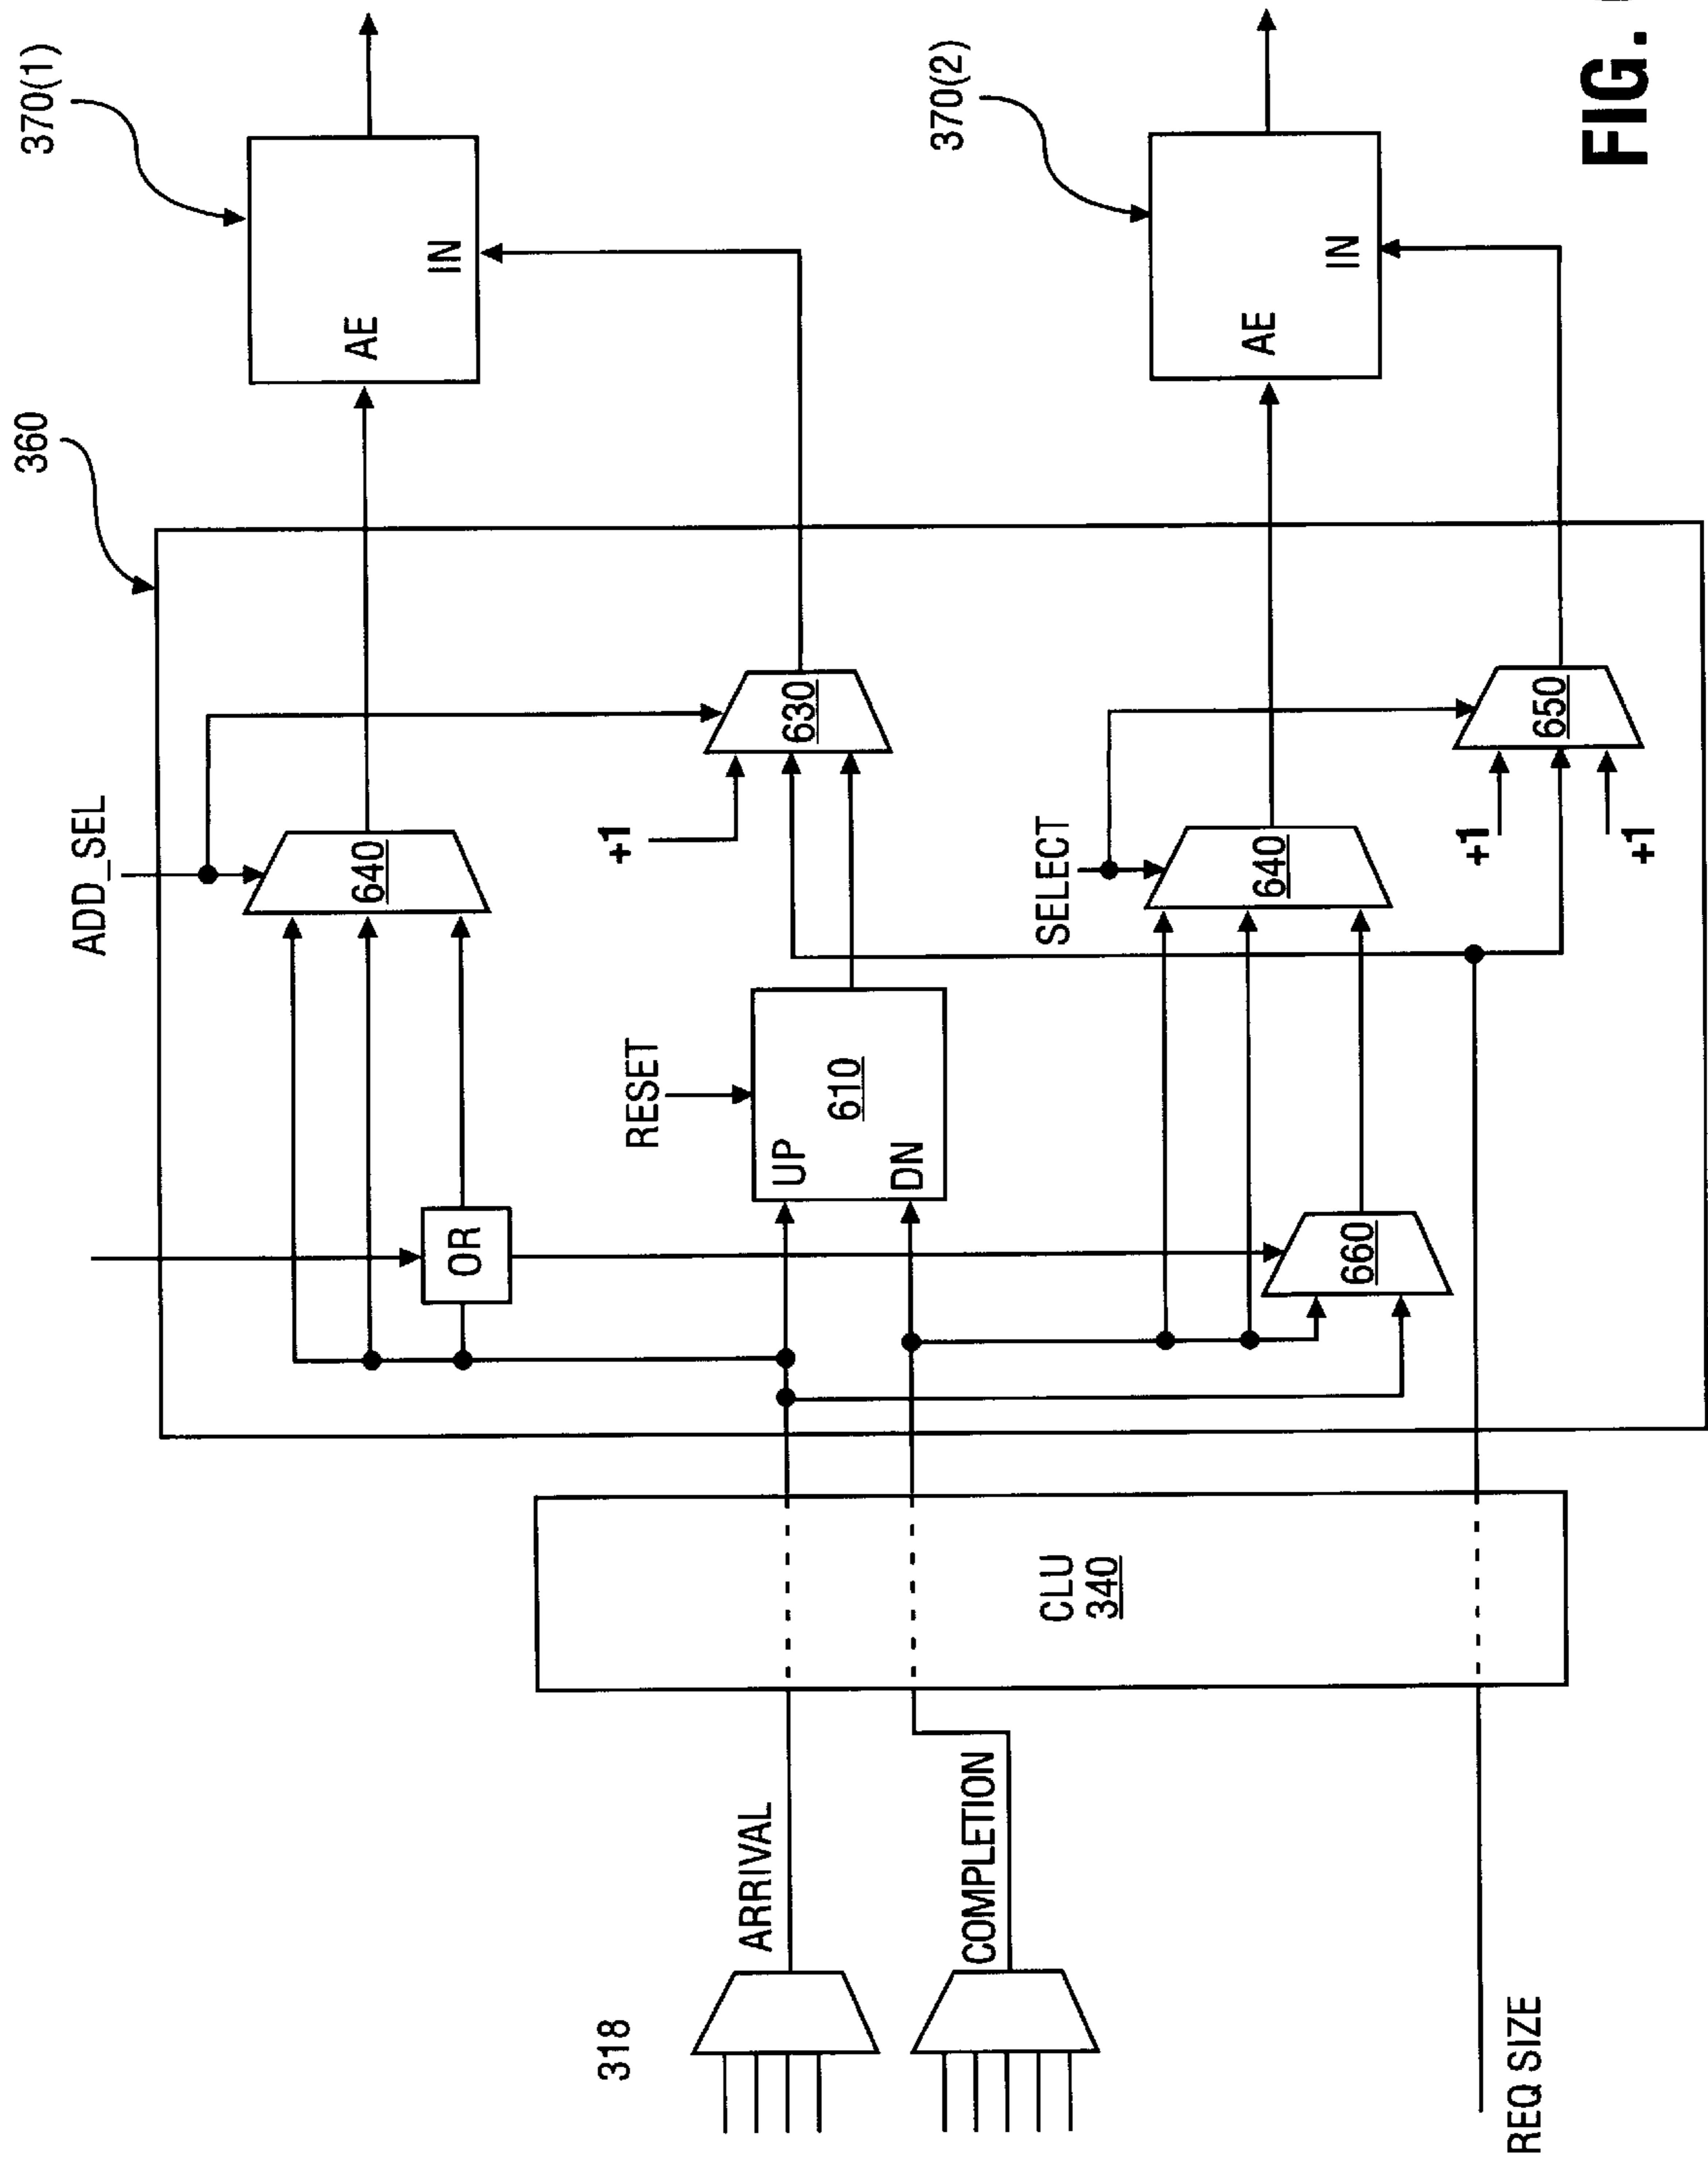 370(1)
370(2)
FIG.
AE
IN
AE
IN
360
ADD_SEL
640
630
+1
SELECT
640
650
+1
+1
RESET
610
UP
DN
OR
660
CLU
340
ARRIVAL
COMPLETION
318
REQ SIZE